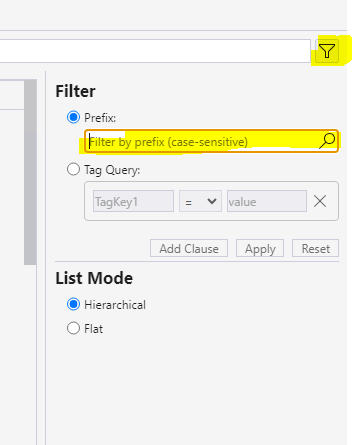 Filter
Prefix:
Filter by prefix (case-sensitive)
Tag Query:
TagKey1 = value
Add Clause Apply Reset
List Mode
Hierarchical
Flat